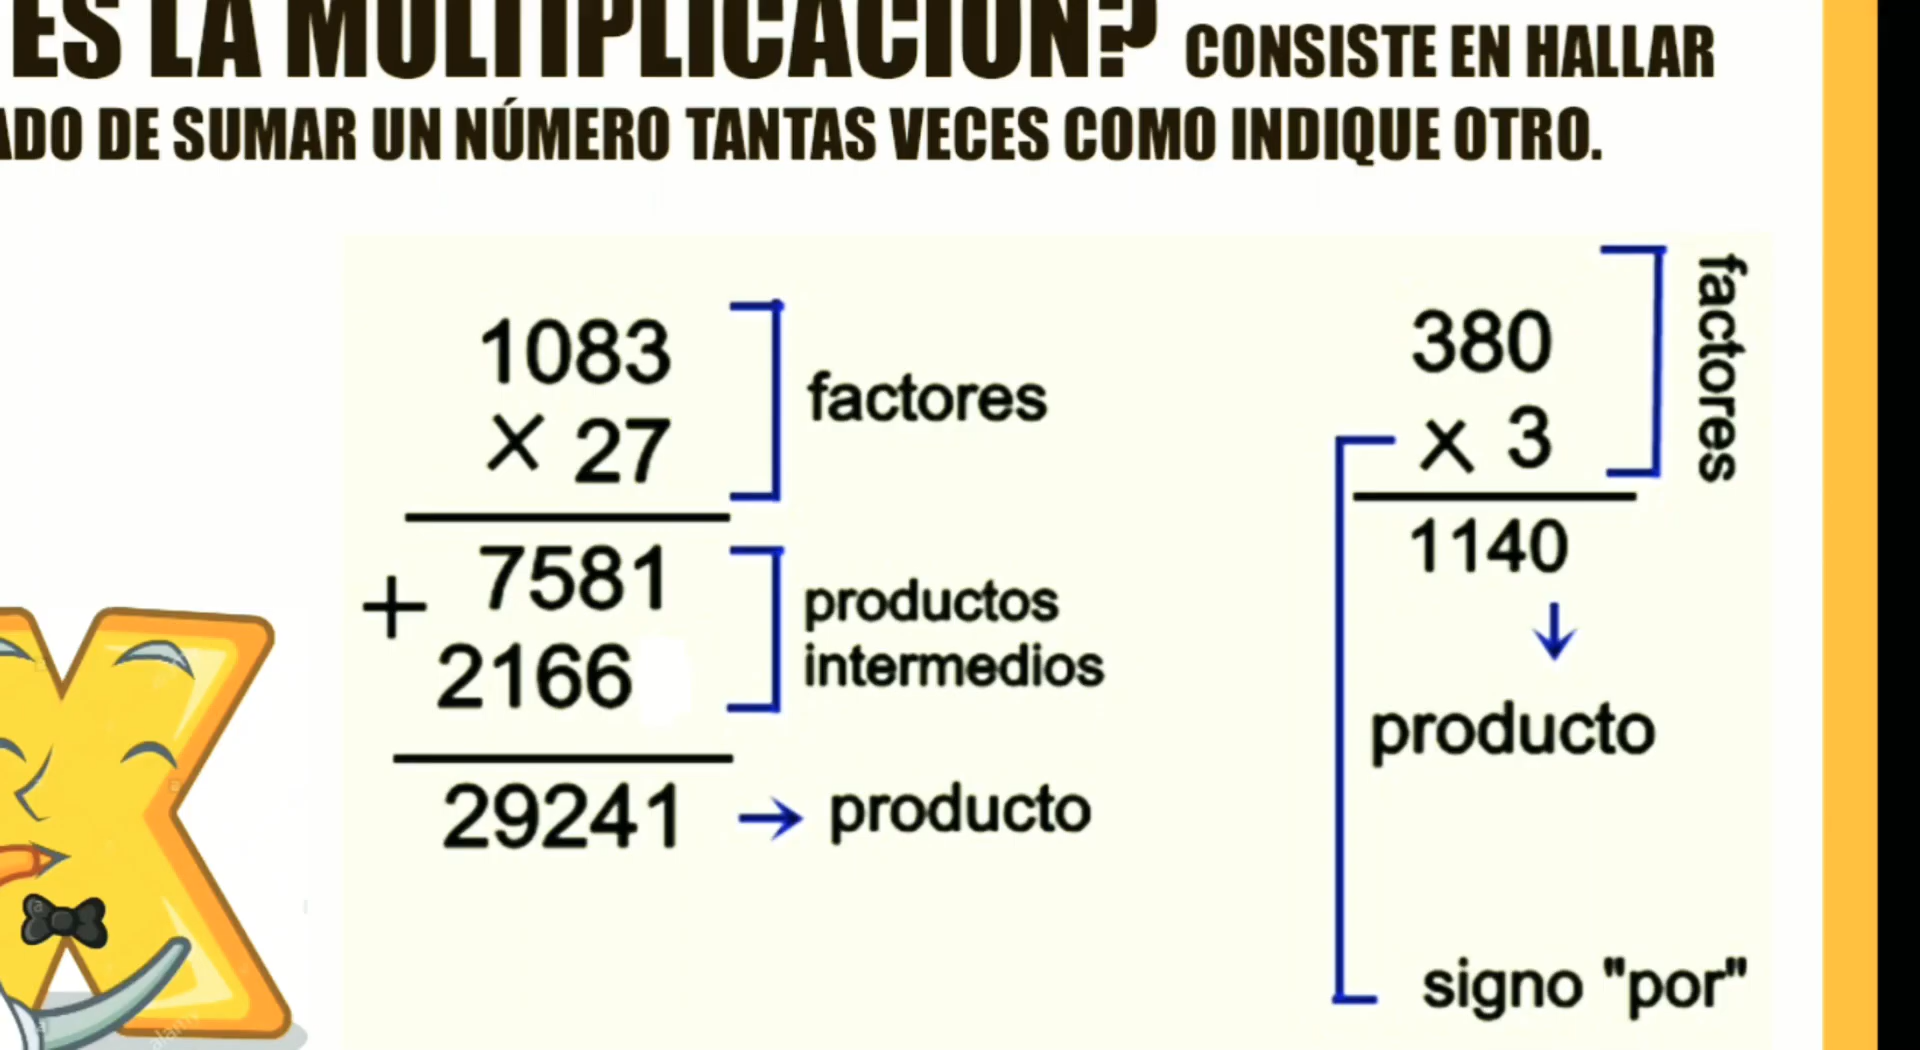 ES LA MULTIPLICACIÓN? CONSISTE EN HALLAR
DE SUMAR UN NÚMERO TANTAS VECES COMO INDIQUE OTRO.
1083
× 27
factores
7581
+
2166
productos
intermedios
29241 → producto
380
x 3
factores
1140
↓
producto
signo "por"
alamy